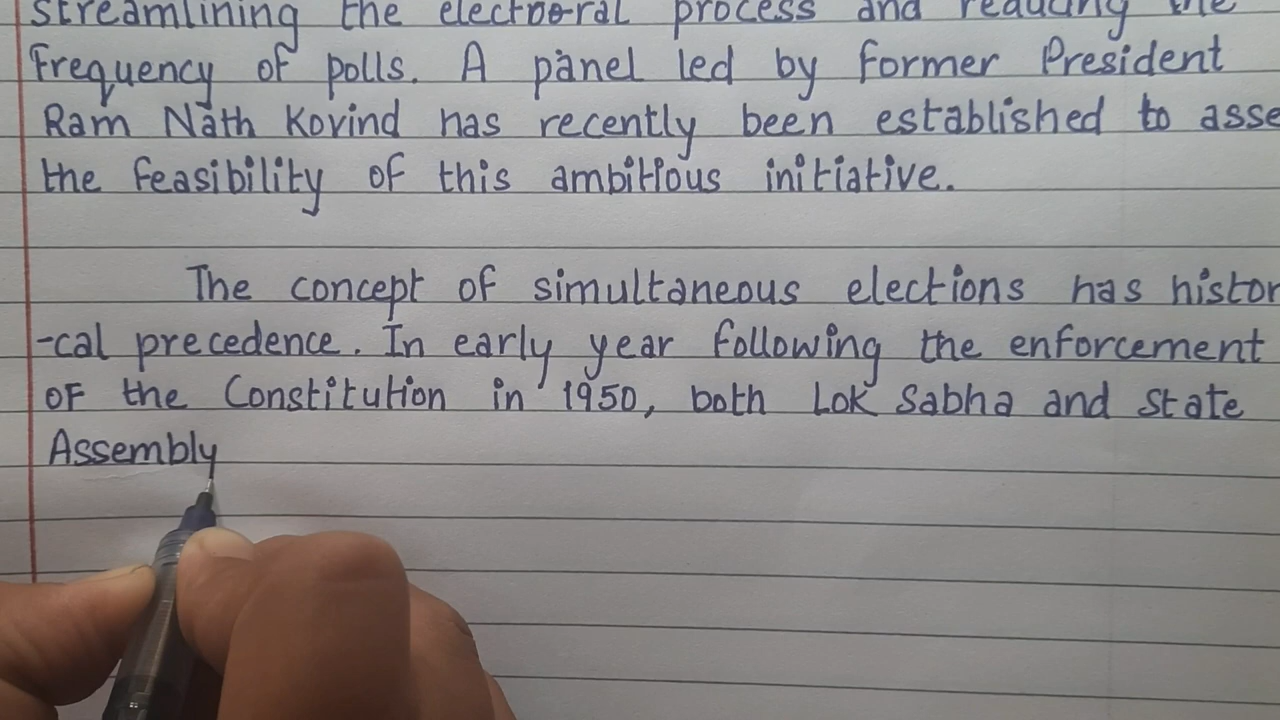 streamlining the electoral process and reducing the
Frequency of polls. A panel led by former President
Ram Nath Kovind has recently been established to asse
the feasibility of this ambitious initiative.
The concept of simultaneous elections has histor
-cal precedence. In early year following the enforcement
of the Constitution in 1950, both Lok Sabha and State
Assembly